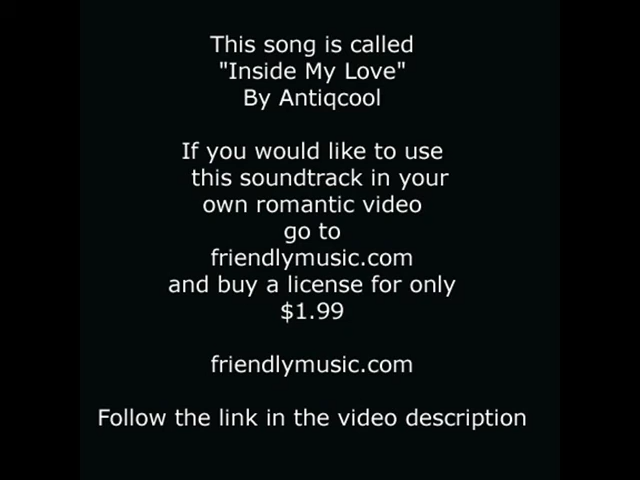 This song is called
"Inside My Love"
By Antiqcool
If you would like to use
this soundtrack in your
own romantic video
go to
friendlymusic.com
and buy a license for only
$1.99
friendlymusic.com
Follow the link in the video description